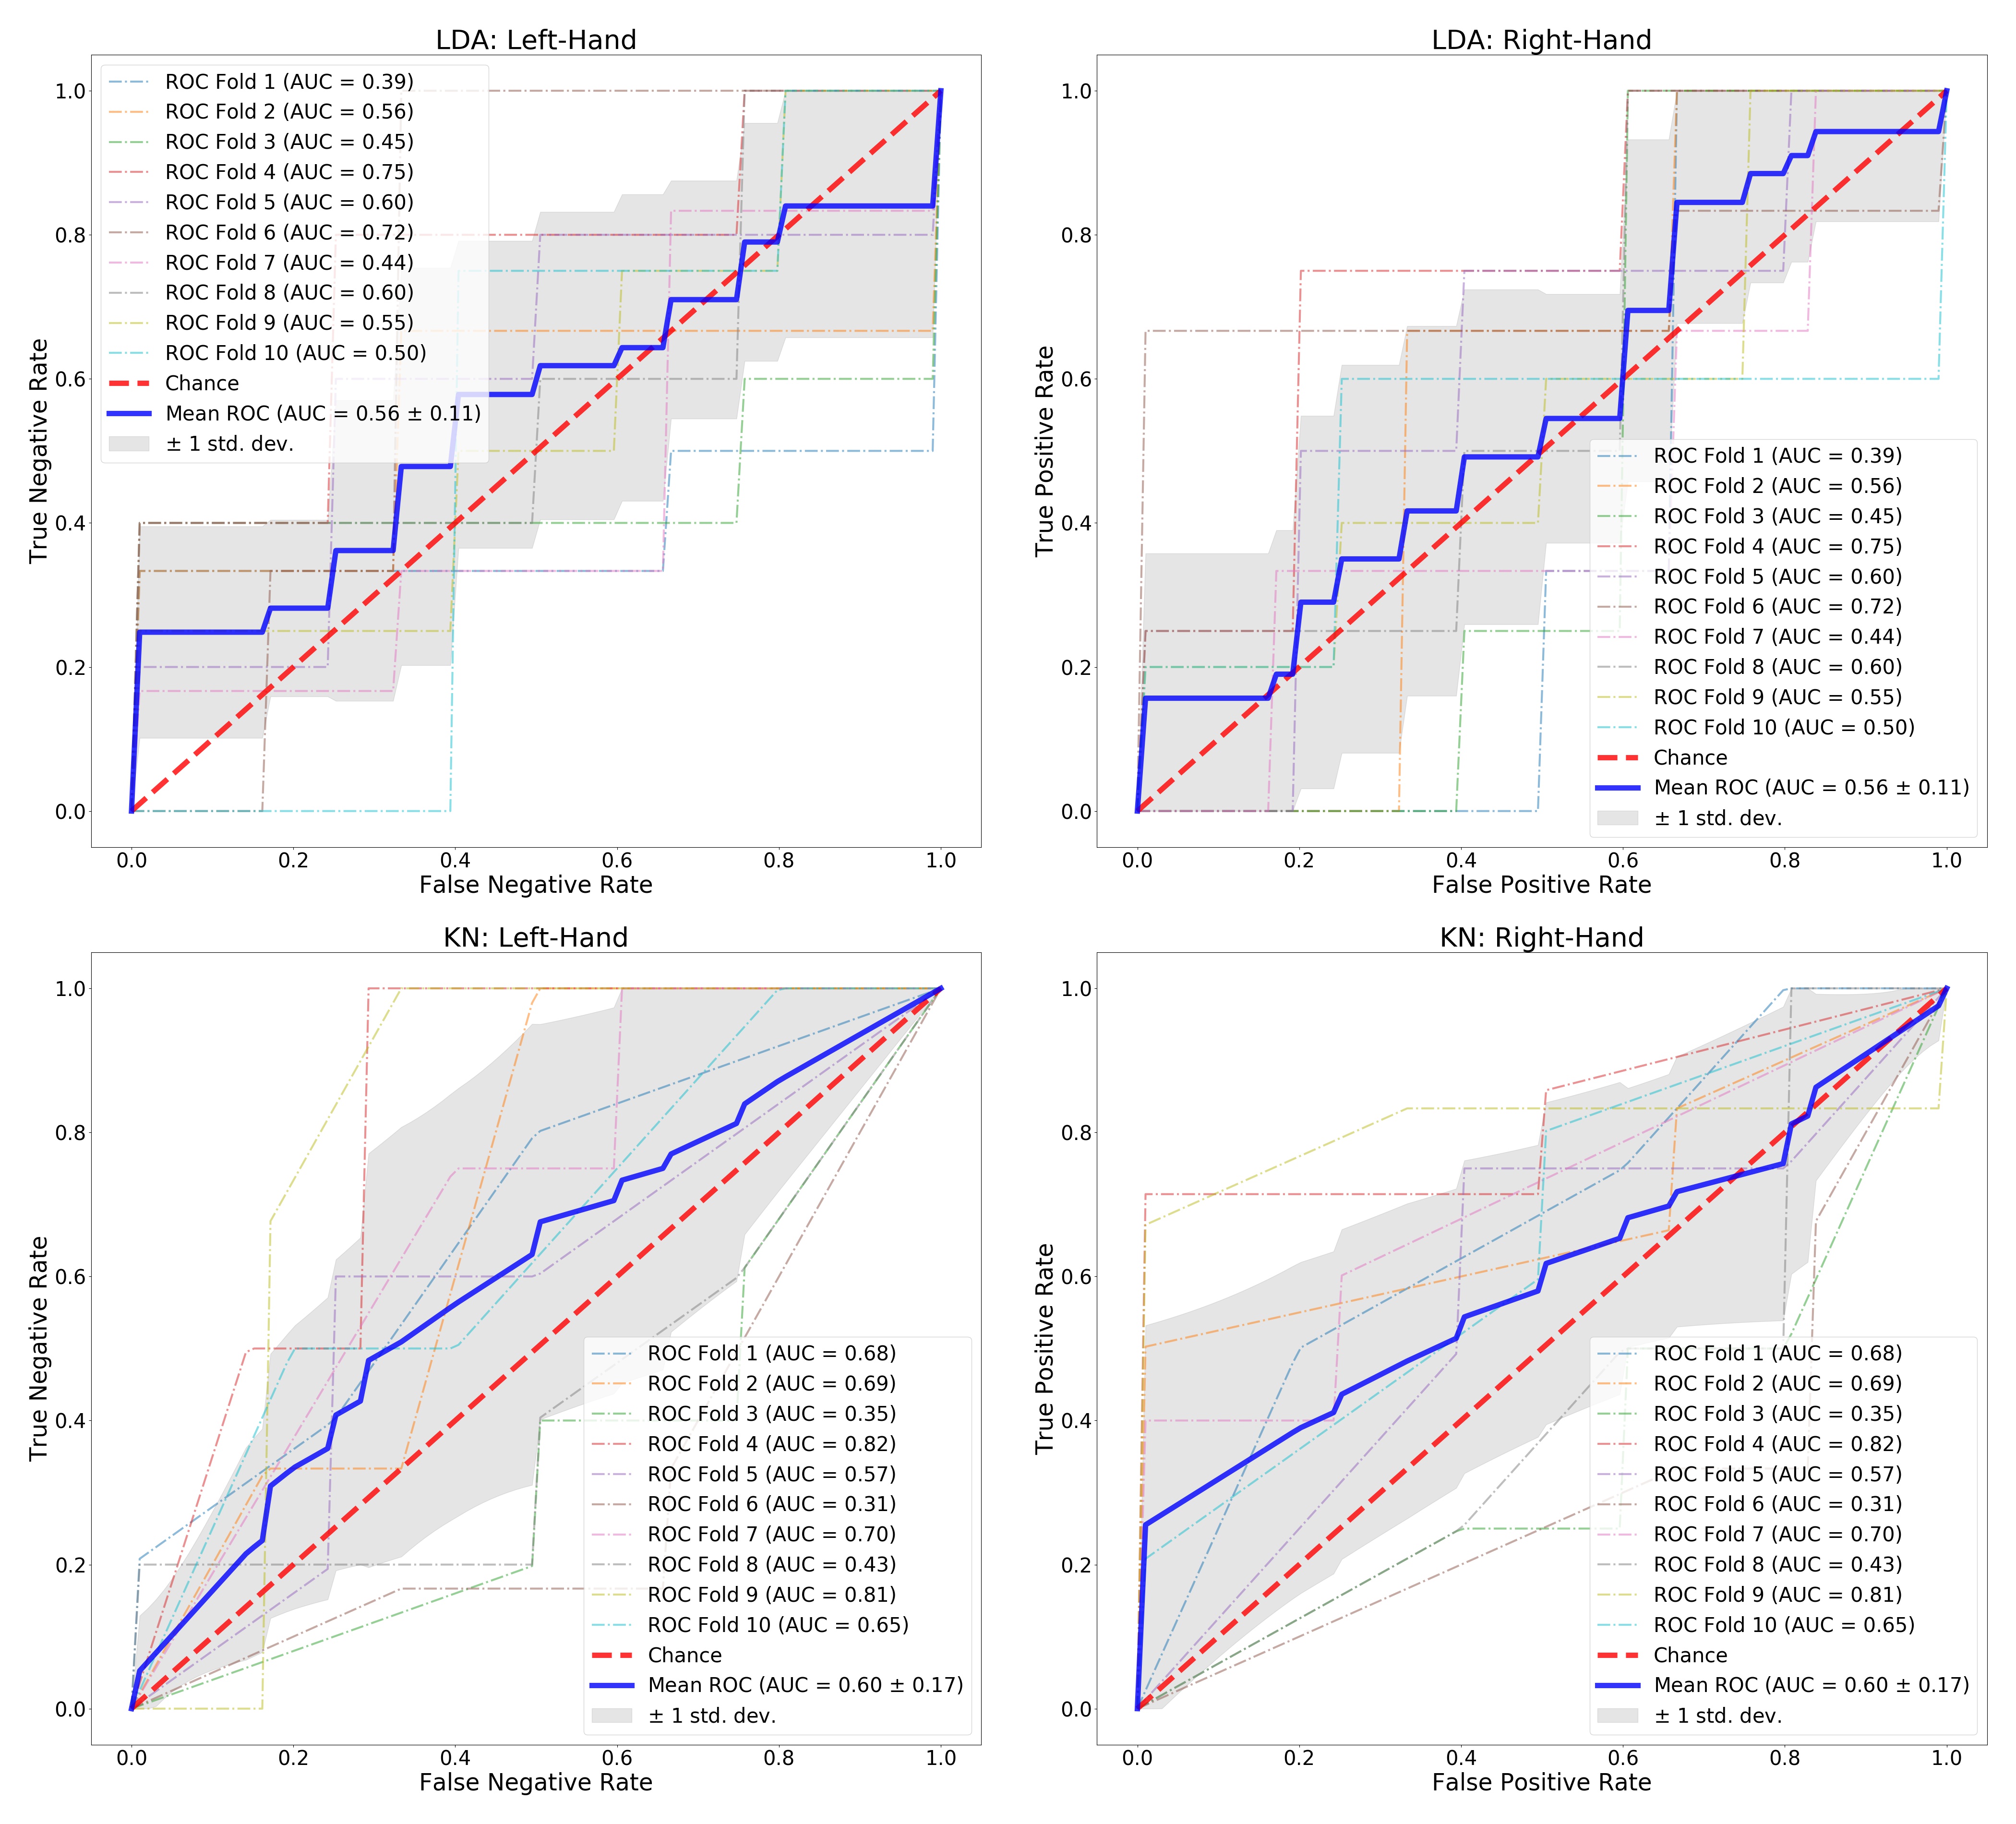 LDA: Left-Hand
True Negative Rate
1.0
0.8
0.6
0.4
0.2
0.0
ROC Fold 1 (AUC = 0.39)
ROC Fold 2 (AUC = 0.56)
ROC Fold 3 (AUC = 0.45)
ROC Fold 4 (AUC = 0.75)
ROC Fold 5 (AUC = 0.60)
ROC Fold 6 (AUC = 0.72)
ROC Fold 7 (AUC = 0.44)
ROC Fold 8 (AUC = 0.60)
ROC Fold 9 (AUC = 0.55)
ROC Fold 10 (AUC = 0.50)
Chance
Mean ROC (AUC = 0.56 ± 0.11)
± 1 std. dev.
0.0 0.2 0.4 0.6 0.8 1.0
False Negative Rate
LDA: Right-Hand
True Positive Rate
1.0
0.8
0.6
0.4
0.2
0.0
ROC Fold 1 (AUC = 0.39)
ROC Fold 2 (AUC = 0.56)
ROC Fold 3 (AUC = 0.45)
ROC Fold 4 (AUC = 0.75)
ROC Fold 5 (AUC = 0.60)
ROC Fold 6 (AUC = 0.72)
ROC Fold 7 (AUC = 0.44)
ROC Fold 8 (AUC = 0.60)
ROC Fold 9 (AUC = 0.55)
ROC Fold 10 (AUC = 0.50)
Chance
Mean ROC (AUC = 0.56 ± 0.11)
± 1 std. dev.
0.0 0.2 0.4 0.6 0.8 1.0
False Positive Rate
KN: Left-Hand
True Negative Rate
1.0
0.8
0.6
0.4
0.2
0.0
ROC Fold 1 (AUC = 0.68)
ROC Fold 2 (AUC = 0.69)
ROC Fold 3 (AUC = 0.35)
ROC Fold 4 (AUC = 0.82)
ROC Fold 5 (AUC = 0.57)
ROC Fold 6 (AUC = 0.31)
ROC Fold 7 (AUC = 0.70)
ROC Fold 8 (AUC = 0.43)
ROC Fold 9 (AUC = 0.81)
ROC Fold 10 (AUC = 0.65)
Chance
Mean ROC (AUC = 0.60 ± 0.17)
± 1 std. dev.
0.0 0.2 0.4 0.6 0.8 1.0
False Negative Rate
KN: Right-Hand
True Positive Rate
1.0
0.8
0.6
0.4
0.2
0.0
ROC Fold 1 (AUC = 0.68)
ROC Fold 2 (AUC = 0.69)
ROC Fold 3 (AUC = 0.35)
ROC Fold 4 (AUC = 0.82)
ROC Fold 5 (AUC = 0.57)
ROC Fold 6 (AUC = 0.31)
ROC Fold 7 (AUC = 0.70)
ROC Fold 8 (AUC = 0.43)
ROC Fold 9 (AUC = 0.81)
ROC Fold 10 (AUC = 0.65)
Chance
Mean ROC (AUC = 0.60 ± 0.17)
± 1 std. dev.
0.0 0.2 0.4 0.6 0.8 1.0
False Positive Rate